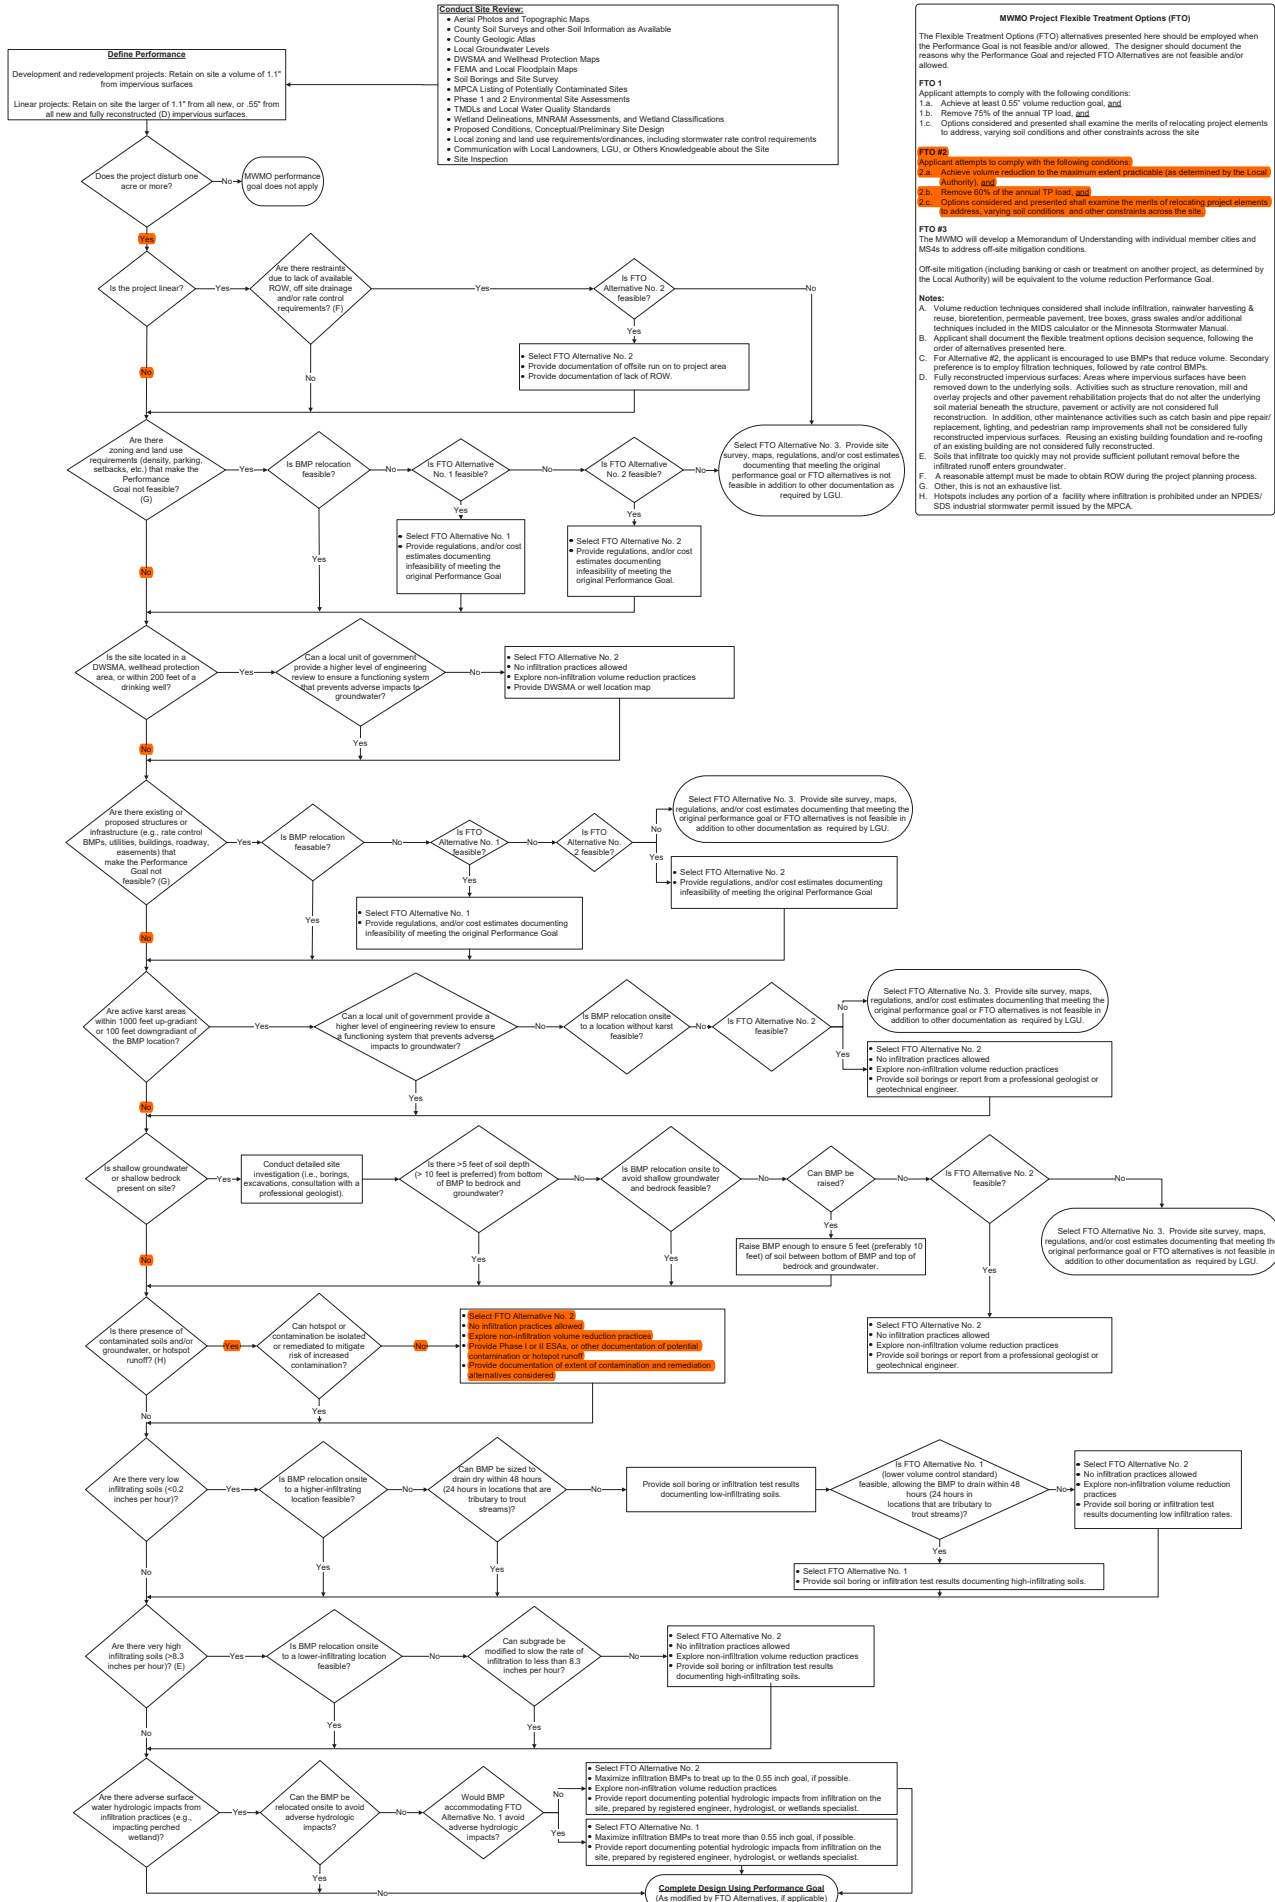 Conduct Site Review:
• Aerial Photos and Topographic Maps
• County Soil Surveys and other Soil Information as Available
• County Geologic Atlas
• Local Groundwater Levels
• DWSMA and Wellhead Protection Maps
• FEMA and Local Floodplain Maps
• Soil Borings and Site Survey
• MPCA Listing of Potentially Contaminated Sites
• Phase 1 and 2 Environmental Site Assessments
• TMDLs and Local Water Quality Standards
• Wetland Delineations, MNRAM Assessments, and Wetland Classifications
• Proposed Conditions, Conceptual/Preliminary Site Design
• Local zoning and land use requirements/ordinances, including stormwater rate control requirements
• Communication with Local Landowners, LGU, or Others Knowledgeable about the Site
• Site Inspection
Define Performance
Development and redevelopment projects: Retain on site a volume of 1.1"
from impervious surfaces
Linear projects: Retain on site the larger of 1.1" from all new, or .55" from
all new and fully reconstructed (D) impervious surfaces.
MWMO Project Flexible Treatment Options (FTO)
The Flexible Treatment Options (FTO) alternatives presented here should be employed when
the Performance Goal is not feasible and/or allowed. The designer should document the
reasons why the Performance Goal and rejected FTO Alternatives are not feasible and/or
allowed.
FTO 1
Applicant attempts to comply with the following conditions:
1.a. Achieve at least 0.55" volume reduction goal, and
1.b. Remove 75% of the annual TP load, and
1.c. Options considered and presented shall examine the merits of relocating project elements
to address, varying soil conditions and other constraints across the site
FTO #2
Applicant attempts to comply with the following conditions:
2.a. Achieve volume reduction to the maximum extent practicable (as determined by the Local
Authority), and
2.b. Remove 60% of the annual TP load, and
2.c. Options considered and presented shall examine the merits of relocating project elements
to address, varying soil conditions and other constraints across the site.
FTO #3
The MWMO will develop a Memorandum of Understanding with individual member cities and
MS4s to address off-site mitigation conditions.
Off-site mitigation (including banking or cash or treatment on another project, as determined by
the Local Authority) will be equivalent to the volume reduction Performance Goal.
Notes:
A. Volume reduction techniques considered shall include infiltration, rainwater harvesting &
reuse, bioretention, permeable pavement, tree boxes, grass swales and/or additional
techniques included in the MIDS calculator or the Minnesota Stormwater Manual.
B. Applicant shall document the flexible treatment options decision sequence, following the
order of alternatives presented here.
C. For Alternative #2, the applicant is encouraged to use BMPs that reduce volume. Secondary
preference is to employ filtration techniques, followed by rate control BMPs.
D. Fully reconstructed impervious surfaces: Areas where impervious surfaces have been
removed down to the underlying soils. Activities such as structure renovation, mill and
overlay projects and other pavement rehabilitation projects that do not alter the underlying
soil material beneath the structure, pavement or activity are not considered full
reconstruction. In addition, other maintenance activities such as catch basin and pipe repair/
replacement, lighting, and pedestrian ramp improvements shall not be considered fully
reconstructed impervious surfaces. Reusing an existing building foundation and re-roofing
of an existing building are not considered fully reconstructed.
E. Soils that infiltrate too quickly may not provide sufficient pollutant removal before the
infiltrated runoff enters groundwater.
F. A reasonable attempt must be made to obtain ROW during the project planning process.
G. Other, this is not an exhaustive list.
H. Hotspots includes any portion of a facility where infiltration is prohibited under an NPDES/
SDS industrial stormwater permit issued by the MPCA.
Does the project disturb one
acre or more?
No
MWMO performance
goal does not apply
Yes
Is the project linear?
Yes
Are there restraints
due to lack of available
ROW, off site drainage
and/or rate control
requirements? (F)
Yes
Is FTO
Alternative No. 2
feasible?
No
Yes
• Select FTO Alternative No. 2
• Provide documentation of offsite run on to project area
• Provide documentation of lack of ROW.
No
No
Are there
zoning and land use
requirements (density, parking,
setbacks, etc.) that make the
Performance
Goal not feasible?
(G)
Yes
Is BMP relocation
feasible?
No
Is FTO Alternative
No. 1 feasible?
No
Is FTO Alternative
No. 2 feasible?
No
Select FTO Alternative No. 3. Provide site
survey, maps, regulations, and/or cost estimates
documenting that meeting the original
performance goal or FTO alternatives is not
feasible in addition to other documentation as
required by LGU.
Yes
Yes
• Select FTO Alternative No. 1
• Provide regulations, and/or cost
estimates documenting
infeasibility of meeting the
original Performance Goal
• Select FTO Alternative No. 2
• Provide regulations, and/or cost
estimates documenting
infeasibility of meeting the
original Performance Goal.
Yes
No
Is the site located in a
DWSMA, wellhead protection
area, or within 200 feet of a
drinking well?
Yes
Can a local unit of government
provide a higher level of engineering
review to ensure a functioning system
that prevents adverse impacts to
groundwater?
No
• Select FTO Alternative No. 2
• No infiltration practices allowed
• Explore non-infiltration volume reduction practices
• Provide DWSMA or well location map
Yes
No
Are there existing or
proposed structures or
infrastructure (e.g., rate control
BMPs, utilities, buildings, roadway,
easements) that
make the Performance
Goal not
feasible? (G)
Yes
Is BMP relocation
feasable?
No
Is FTO
Alternative No. 1
feasible?
No
Is FTO
Alternative No.
2 feasible?
No
Select FTO Alternative No. 3. Provide site survey, maps,
regulations, and/or cost estimates documenting that meeting the
original performance goal or FTO alternatives is not feasible in
addition to other documentation as required by LGU.
Yes
• Select FTO Alternative No. 2
• Provide regulations, and/or cost estimates documenting
infeasibility of meeting the original Performance Goal
Yes
• Select FTO Alternative No. 1
• Provide regulations, and/or cost estimates documenting
infeasibility of meeting the original Performance Goal
Yes
No
Are active karst areas
within 1000 feet up-gradiant
or 100 feet downgradiant of
the BMP location?
Yes
Can a local unit of government provide a
higher level of engineering review to ensure
a functioning system that prevents adverse
impacts to groundwater?
No
Is BMP relocation onsite
to a location without karst
feasible?
No
Is FTO Alternative No. 2
feasible?
No
Select FTO Alternative No. 3. Provide site survey, maps,
regulations, and/or cost estimates documenting that meeting the
original performance goal or FTO alternatives is not feasible in
addition to other documentation as required by LGU.
Yes
• Select FTO Alternative No. 2
• No infiltration practices allowed
• Explore non-infiltration volume reduction practices
• Provide soil borings or report from a professional geologist or
geotechnical engineer.
Yes
No
Is shallow groundwater
or shallow bedrock
present on site?
Yes
Conduct detailed site
investigation (i.e., borings,
excavations, consultation with a
professional geologist).
Is there >5 feet of soil depth
(> 10 feet is preferred) from bottom
of BMP to bedrock and
groundwater?
No
Is BMP relocation onsite to
avoid shallow groundwater
and bedrock feasible?
No
Can BMP be
raised?
No
Is FTO Alternative No. 2
feasible?
No
Select FTO Alternative No. 3. Provide site survey, maps,
regulations, and/or cost estimates documenting that meeting the
original performance goal or FTO alternatives is not feasible in
addition to other documentation as required by LGU.
Yes
Raise BMP enough to ensure 5 feet (preferably 10
feet) of soil between bottom of BMP and top of
bedrock and groundwater.
Yes
Yes
Yes
• Select FTO Alternative No. 2
• No infiltration practices allowed
• Explore non-infiltration volume reduction practices
• Provide soil borings or report from a professional geologist or
geotechnical engineer.
No
Is there presence of
contaminated soils and/or
groundwater, or hotspot
runoff? (H)
Yes
Can hotspot or
contamination be isolated
or remediated to mitigate
risk of increased
contamination?
No
• Select FTO Alternative No. 2
• No infiltration practices allowed
• Explore non-infiltration volume reduction practices
• Provide Phase I or II ESAs, or other documentation of potential
contamination or hotspot runoff
• Provide documentation of extent of contamination and remediation
alternatives considered
Yes
No
Are there very low
infiltrating soils (<0.2
inches per hour)?
Yes
Is BMP relocation onsite
to a higher-infiltrating
location feasible?
No
Can BMP be sized to
drain dry within 48 hours
(24 hours in locations that are
tributary to trout
streams)?
No
Provide soil boring or infiltration test results
documenting low-infiltrating soils.
Is FTO Alternative No. 1
(lower volume control standard)
feasible, allowing the BMP to drain within 48
hours (24 hours in
locations that are tributary to
trout streams)?
No
• Select FTO Alternative No. 2
• No infiltration practices allowed
• Explore non-infiltration volume reduction
practices
• Provide soil boring or infiltration test
results documenting low infiltration rates.
Yes
• Select FTO Alternative No. 1
• Provide soil boring or infiltration test results documenting high-infiltrating soils.
Yes
Yes
No
Are there very high
infiltrating soils (>8.3
inches per hour)? (E)
Yes
Is BMP relocation onsite
to a lower-infiltrating location
feasible?
No
Can subgrade be
modified to slow the rate of
infiltration to less than 8.3
inches per hour?
No
• Select FTO Alternative No. 2
• No infiltration practices allowed
• Explore non-infiltration volume reduction practices
• Provide soil boring or infiltration test results
documenting high-infiltrating soils.
Yes
Yes
No
Are there adverse surface
water hydrologic impacts from
infiltration practices (e.g.,
impacting perched
wetland)?
Yes
Can the BMP be
relocated onsite to avoid
adverse hydrologic
impacts?
No
Would BMP
accommodating FTO
Alternative No. 1 avoid
adverse hydrologic
impacts?
No
• Select FTO Alternative No. 2
• Maximize infiltration BMPs to treat up to the 0.55 inch goal, if possible.
• Explore non-infiltration volume reduction practices
• Provide report documenting potential hydrologic impacts from infiltration on the
site, prepared by registered engineer, hydrologist, or wetlands specialist.
Yes
• Select FTO Alternative No. 1
• Maximize infiltration BMPs to treat more than 0.55 inch goal, if possible.
• Provide report documenting potential hydrologic impacts from infiltration on the
site, prepared by registered engineer, hydrologist, or wetlands specialist.
Yes
No
Complete Design Using Performance Goal
(As modified by FTO Alternatives, if applicable)